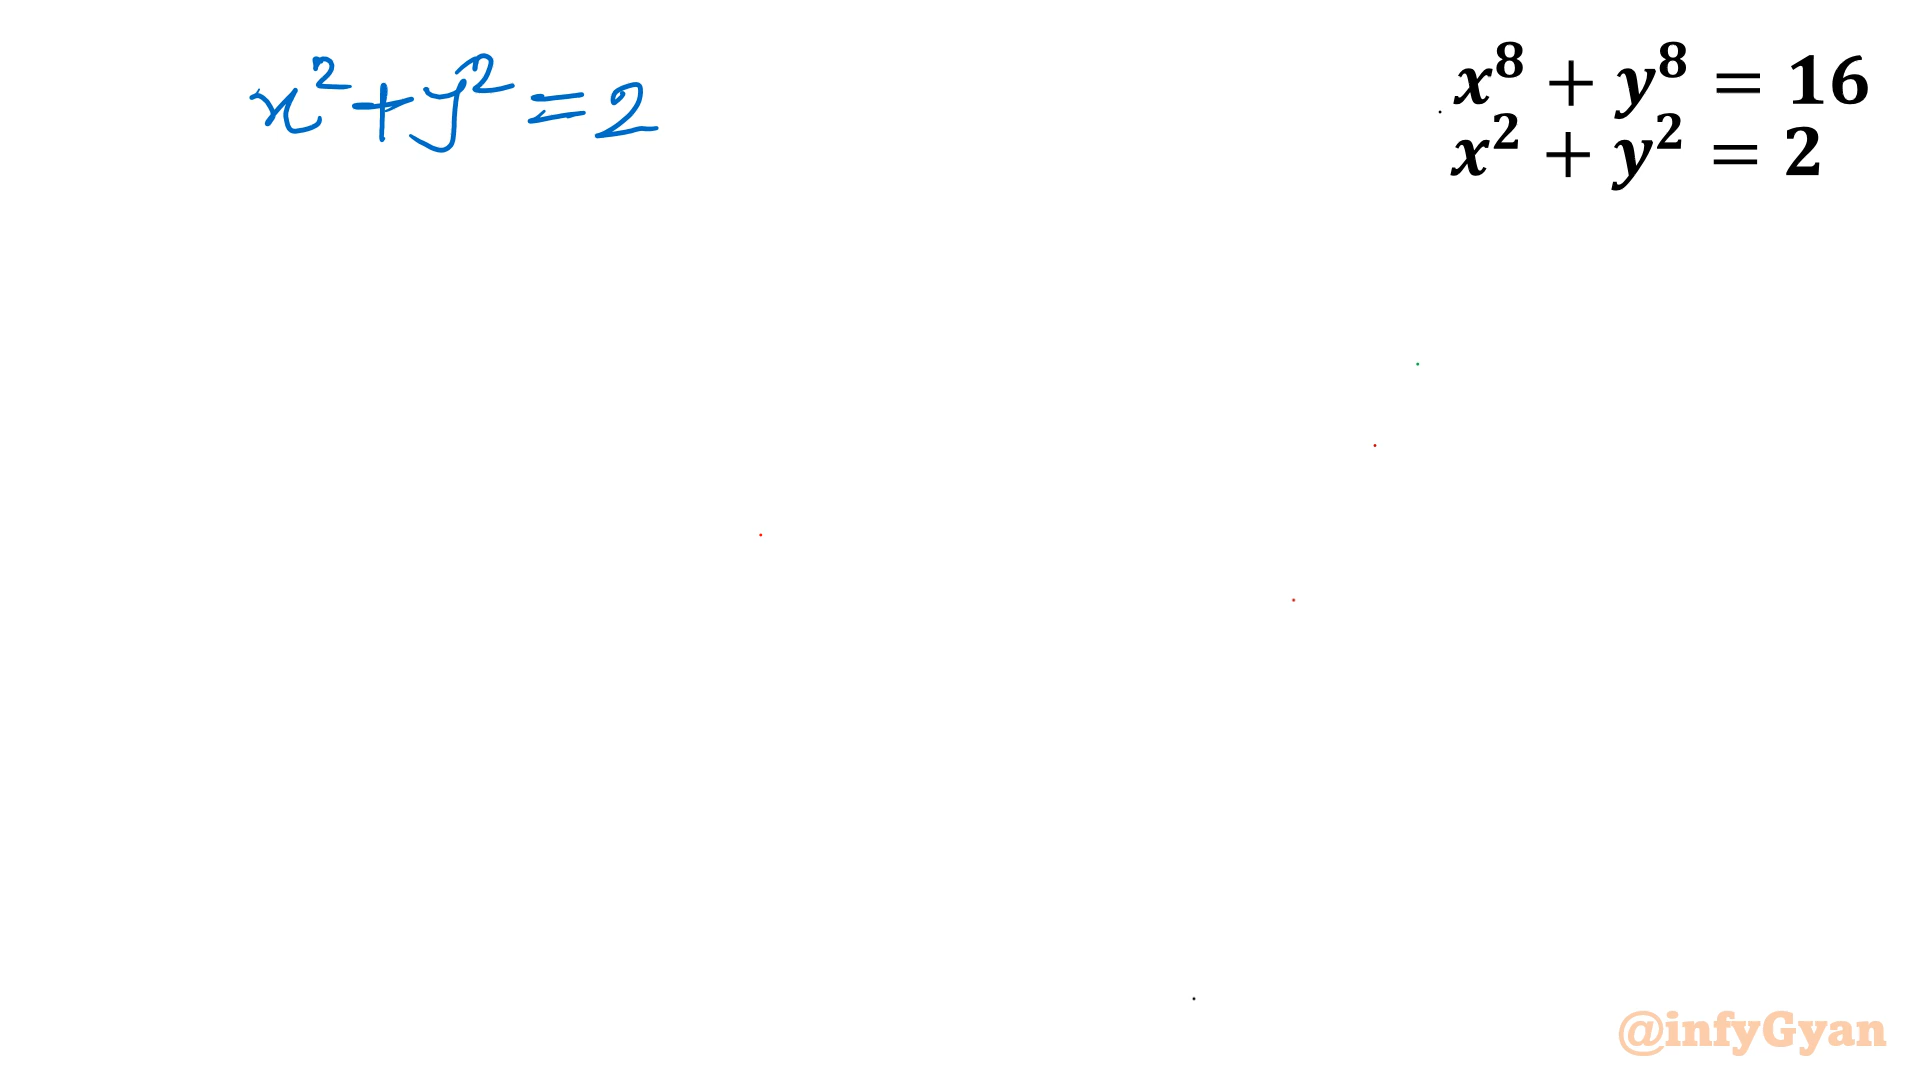 x² + y² = 2
x⁸ + y⁸ = 16
x² + y² = 2
@infyGyan